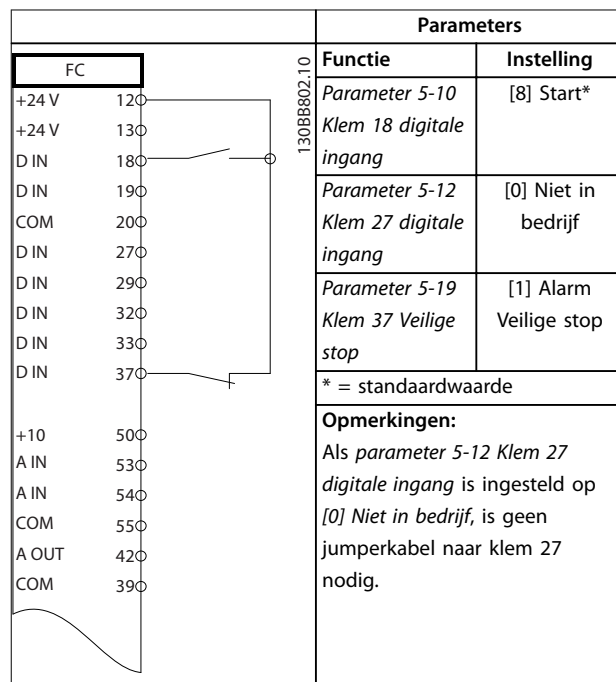 FC
+24 V 12
+24 V 13
D IN 18
D IN 19
COM 20
D IN 27
D IN 29
D IN 32
D IN 33
D IN 37
+10 50
A IN 53
A IN 54
COM 55
A OUT 42
COM 39
130BB802.10
Parameters
Functie Instelling
Parameter 5-10 [8] Start*
Klem 18 digitale
ingang
Parameter 5-12 [0] Niet in
Klem 27 digitale bedrijf
ingang
Parameter 5-19 [1] Alarm
Klem 37 Veilige Veilige stop
stop
* = standaardwaarde
Opmerkingen:
Als parameter 5-12 Klem 27
digitale ingang is ingesteld op
[0] Niet in bedrijf, is geen
jumperkabel naar klem 27
nodig.